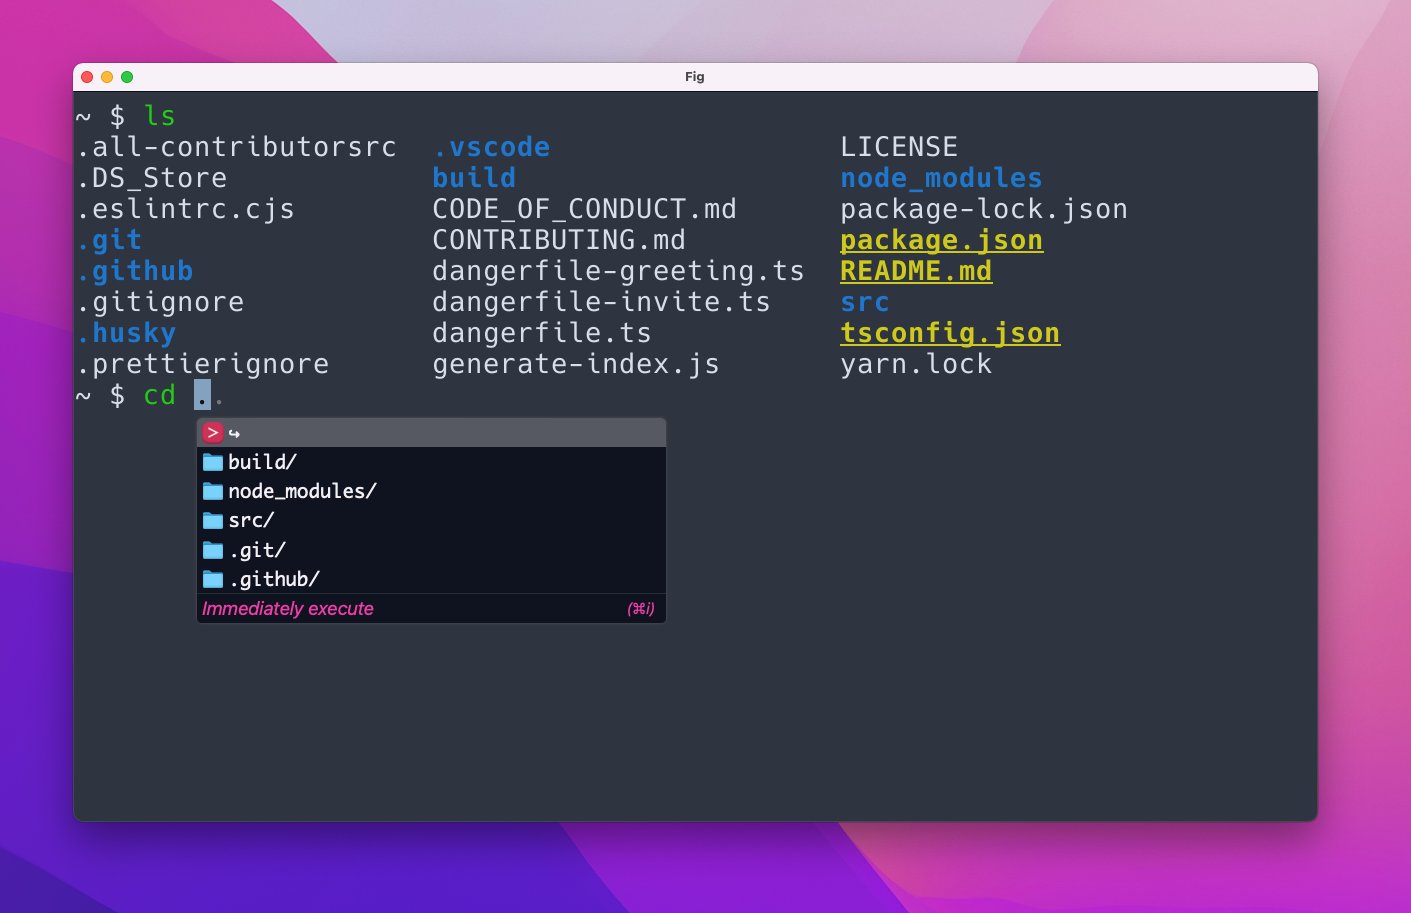 Fig
~ $ ls
.all-contributorsrc .vscode LICENSE
.DS_Store build node_modules
.eslintrc.cjs CODE_OF_CONDUCT.md package-lock.json
.git CONTRIBUTING.md package.json
.github dangerfile-greeting.ts README.md
.gitignore dangerfile-invite.ts src
.husky dangerfile.ts tsconfig.json
.prettierignore generate-index.js yarn.lock
~ $ cd ..
> ↪
build/
node_modules/
src/
.git/
.github/
Immediately execute (⌘i)